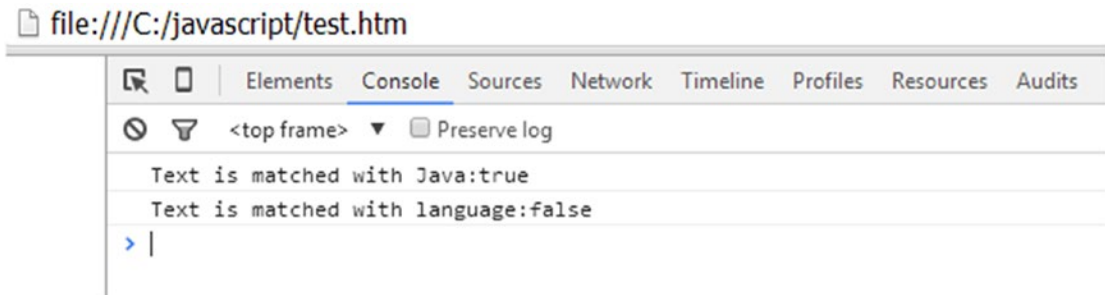 file:///C:/javascript/test.htm
Elements Console Sources Network Timeline Profiles Resources Audits
<top frame> ▼ Preserve log
Text is matched with Java:true
Text is matched with language:false
>